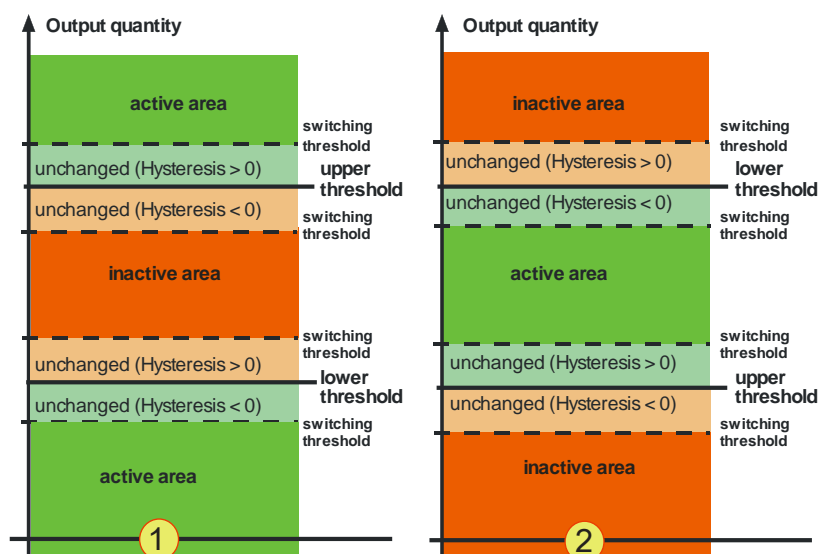 Output quantity
active area
switching
threshold
unchanged (Hysteresis > 0)
upper
threshold
unchanged (Hysteresis < 0)
switching
threshold
inactive area
switching
threshold
unchanged (Hysteresis > 0)
lower
threshold
unchanged (Hysteresis < 0)
switching
threshold
active area
1
Output quantity
inactive area
switching
threshold
unchanged (Hysteresis > 0)
lower
threshold
unchanged (Hysteresis < 0)
switching
threshold
active area
switching
threshold
unchanged (Hysteresis > 0)
upper
threshold
unchanged (Hysteresis < 0)
switching
threshold
inactive area
2